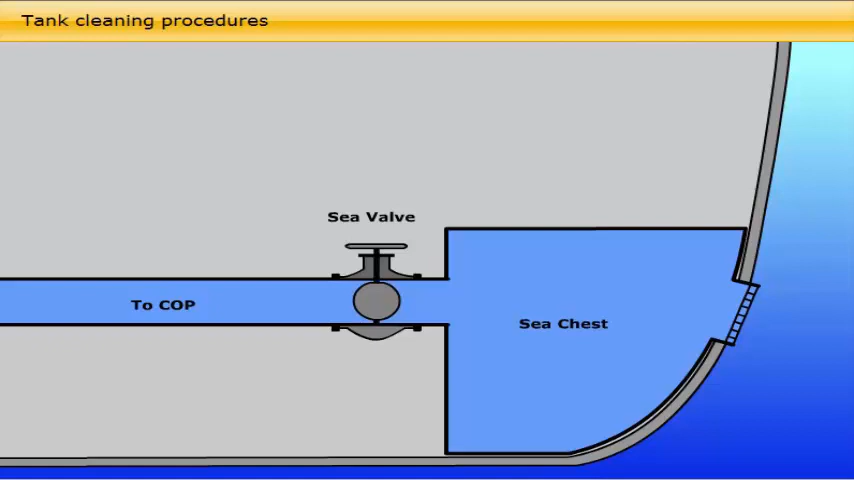 Tank cleaning procedures
Sea Valve
To COP
Sea Chest